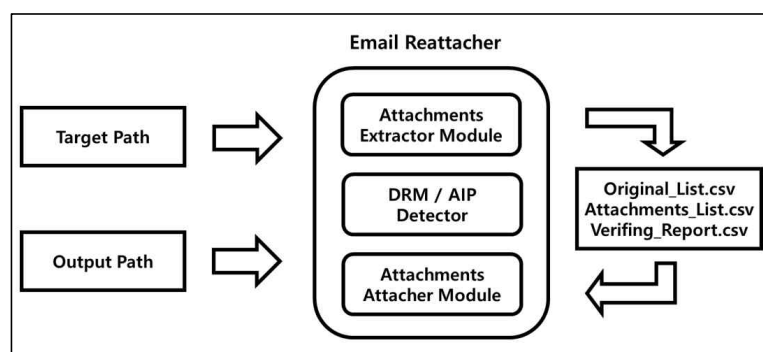 Email Reattacher
Target Path
Output Path
Attachments
Extractor Module
DRM / AIP
Detector
Attachments
Attacher Module
Original_List.csv
Attachments_List.csv
Verifing_Report.csv